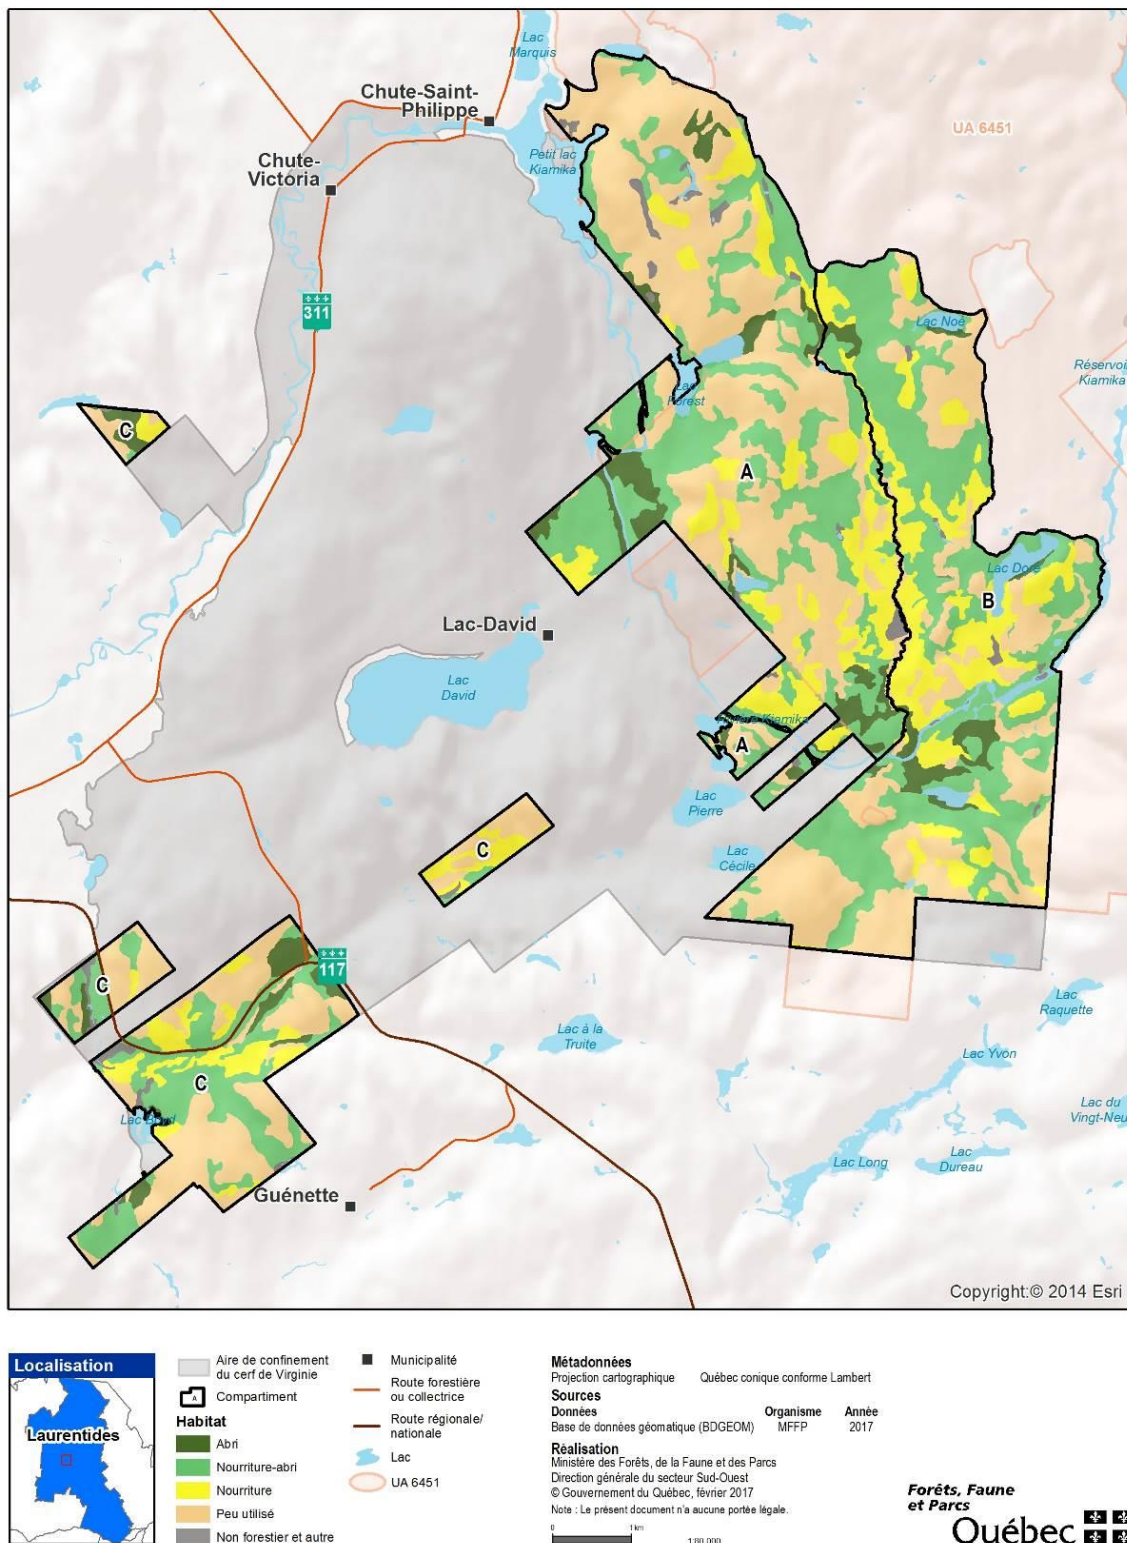 Lac
Marquis
Chute-Saint-
Philippe
UA 6451
Petit lac
Kiamika
Chute-
Victoria
311
Lac Noé
Réservoir
Kiamika
Lac
Forest
C
A
Lac Doré
B
Lac-David
Lac
David
Rivière Kiamika
A
Lac
Pierre
C
Lac
Cécile
117
C
Lac
Raquette
Lac à la
Truite
Lac Yvon
C
Lac Boyd
Lac du
Vingt-Neuf
Lac Long
Lac
Dureau
Guénette
Copyright:© 2014 Esri
Localisation
Laurentides
Aire de confinement
du cerf de Virginie
A
Compartiment
Habitat
Abri
Nourriture-abri
Nourriture
Peu utilisé
Non forestier et autre
Municipalité
Route forestière
ou collectrice
Route régionale/
nationale
Lac
UA 6451
Métadonnées
Projection cartographique Québec conique conforme Lambert
Sources
Données Organisme Année
Base de données géomatique (BDGEOM) MFFP 2017
Réalisation
Ministère des Forêts, de la Faune et des Parcs
Direction générale du secteur Sud-Ouest
© Gouvernement du Québec, février 2017
Note : Le présent document n'a aucune portée légale.
0 1km
Forêts, Faune
et Parcs
Québec